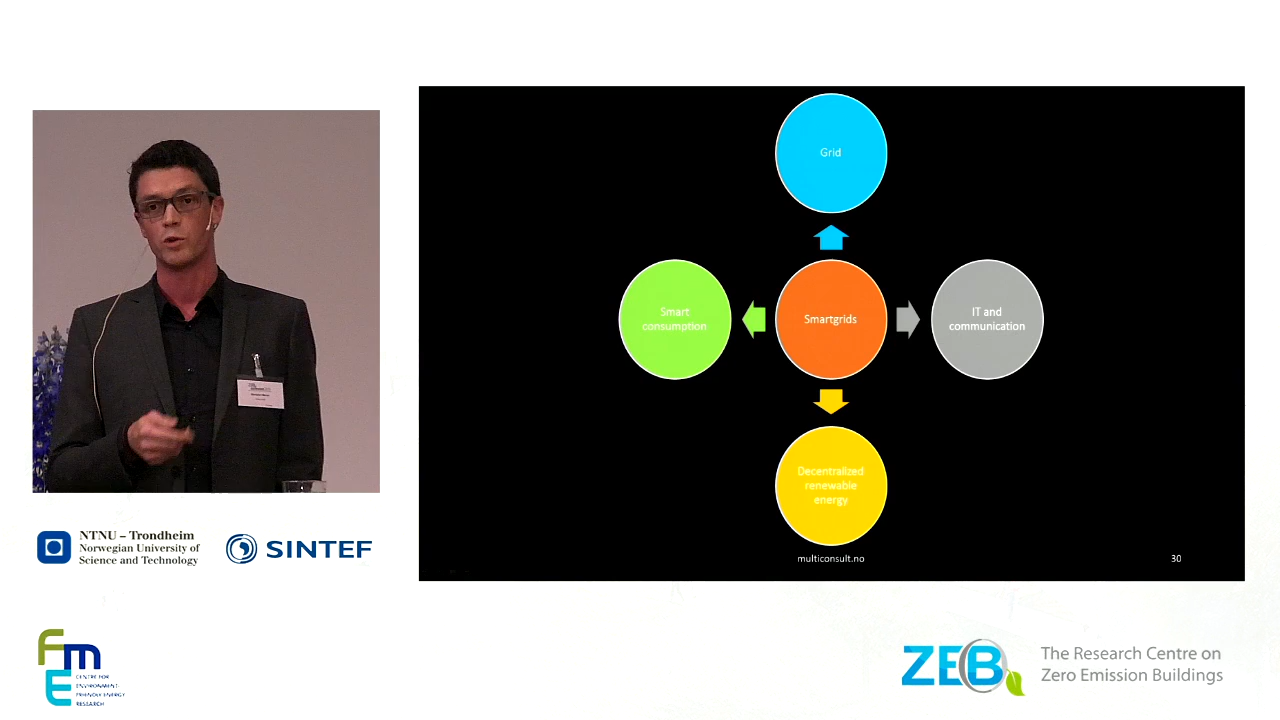 Grid
Smart
consumption
Smartgrids
IT and
communication
Decentralized
renewable
energy
multiconsult.no
30
NTNU – Trondheim
Norwegian University of
Science and Technology
SINTEF
FME
CENTRE FOR
ENVIRONMENT-
FRIENDLY ENERGY
RESEARCH
ZEB
The Research Centre on
Zero Emission Buildings